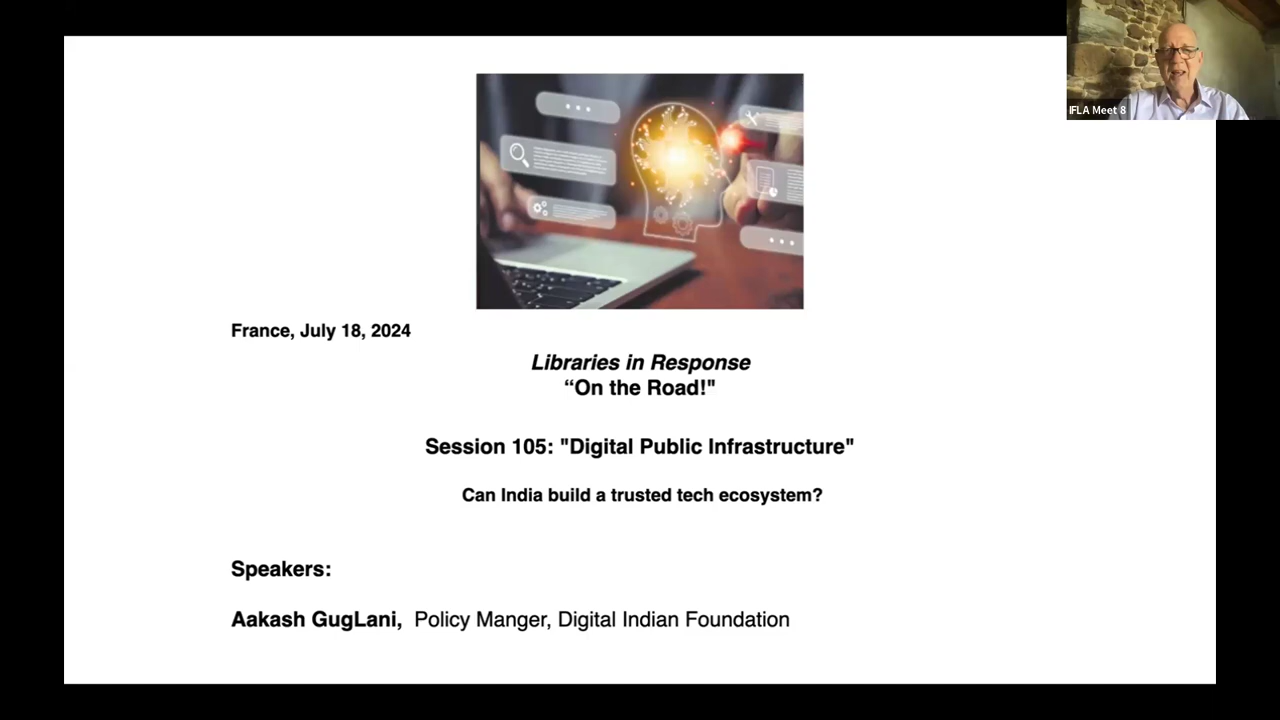 IFLA Meet 8
France, July 18, 2024
Libraries in Response
“On the Road!"
Session 105: "Digital Public Infrastructure"
Can India build a trusted tech ecosystem?
Speakers:
Aakash GugLani, Policy Manger, Digital Indian Foundation